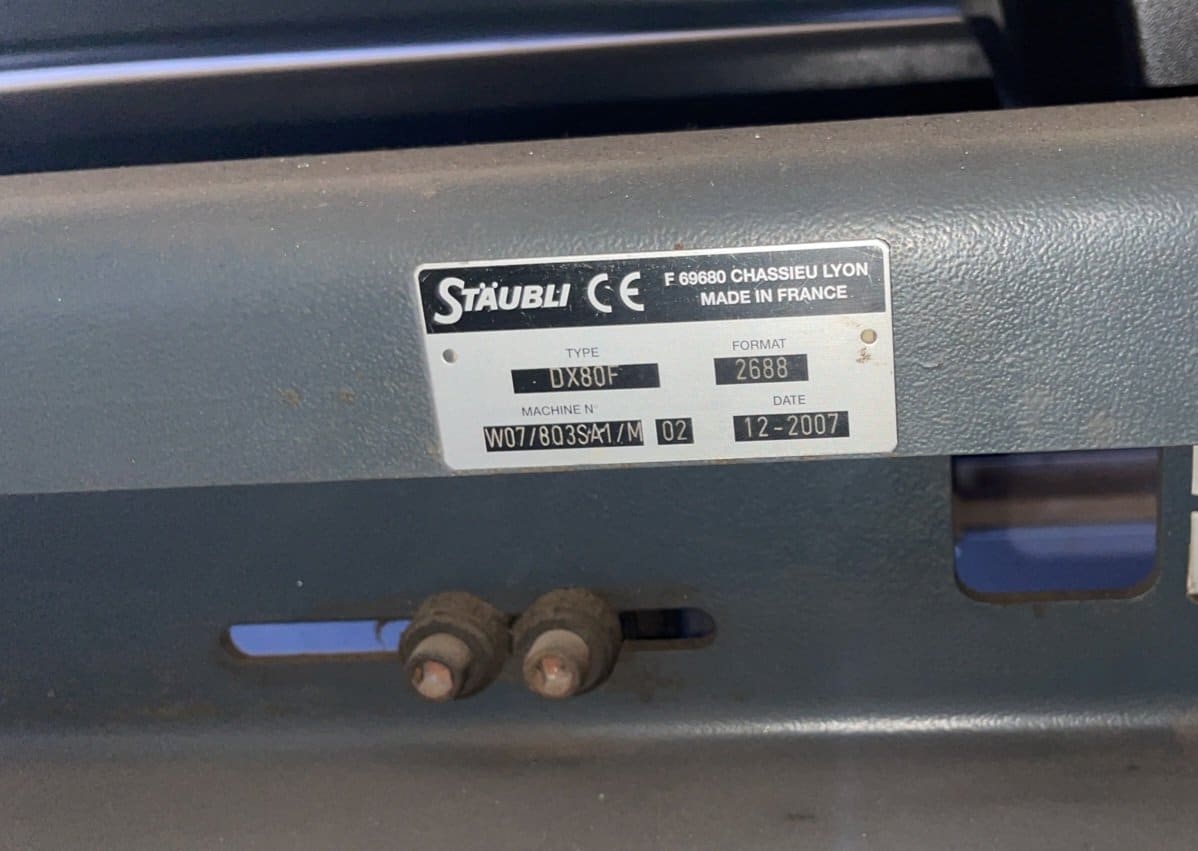 STÄUBLI CE F 69680 CHASSIEU LYON
MADE IN FRANCE
TYPE FORMAT
DX80F 2688
MACHINE N° DATE
W07/803SA1/M 02 12-2007